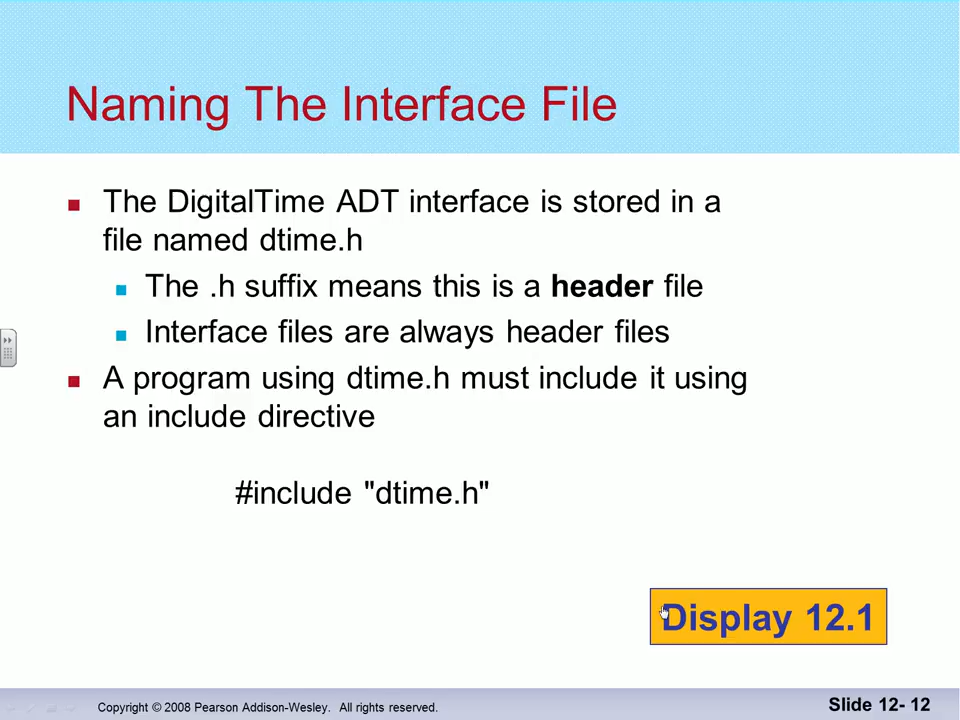 Naming The Interface File
The DigitalTime ADT interface is stored in a
file named dtime.h
The .h suffix means this is a header file
Interface files are always header files
A program using dtime.h must include it using
an include directive
#include "dtime.h"
Display 12.1
Copyright © 2008 Pearson Addison-Wesley. All rights reserved.
Slide 12- 12